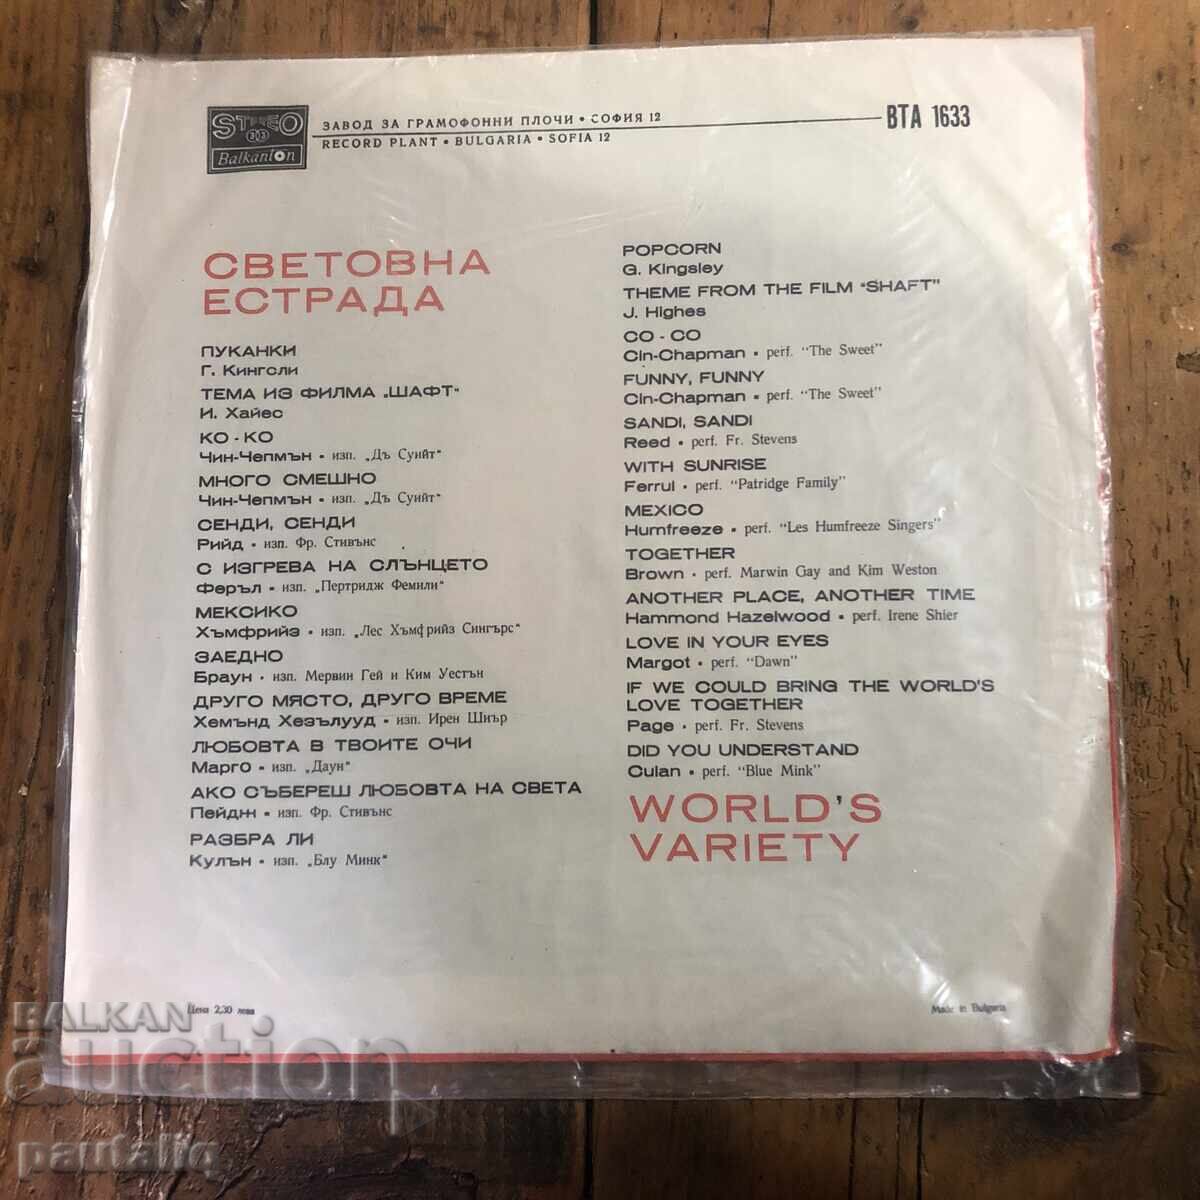 STEREO
33
Balkanton
ЗАВОД ЗА ГРАМОФОННИ ПЛОЧИ • СОФИЯ 12
RECORD PLANT • BULGARIA • SOFIA 12
ВТА 1633
СВЕТОВНА
ЕСТРАДА
ПУКАНКИ
Г. Кингсли
ТЕМА ИЗ ФИЛМА „ШАФТ"
И. Хайес
КО - КО
Чин-Чепмън • изп. „Дъ Суийт"
МНОГО СМЕШНО
Чин-Чепмън • изп. „Дъ Суийт"
СЕНДИ, СЕНДИ
Рийд • изп. Фр. Стивънс
С ИЗГРЕВА НА СЛЪНЦЕТО
Феръл • изп. „Пертридж Фемили"
МЕКСИКО
Хъмфрийз • изп. „Лес Хъмфрийз Сингърс"
ЗАЕДНО
Браун • изп. Мервин Гей и Ким Уестън
ДРУГО МЯСТО, ДРУГО ВРЕМЕ
Хемънд Хезълууд • изп. Ирен Шиър
ЛЮБОВТА В ТВОИТЕ ОЧИ
Марго • изп. „Даун"
АКО СЪБЕРЕШ ЛЮБОВТА НА СВЕТА
Пейдж • изп. Фр. Стивънс
РАЗБРА ЛИ
Кулън • изп. „Блу Минк"
POPCORN
G. Kingsley
THEME FROM THE FILM "SHAFT"
J. Highes
CO - CO
Cin-Chapman • perf. "The Sweet"
FUNNY, FUNNY
Cin-Chapman • perf. "The Sweet"
SANDI, SANDI
Reed • perf. Fr. Stevens
WITH SUNRISE
Ferrul • perf. "Patridge Family"
MEXICO
Humfreeze • perf. "Les Humfreeze Singers"
TOGETHER
Brown • perf. Marwin Gay and Kim Weston
ANOTHER PLACE, ANOTHER TIME
Hammond Hazelwood • perf. Irene Shier
LOVE IN YOUR EYES
Margot • perf. "Dawn"
IF WE COULD BRING THE WORLD'S
LOVE TOGETHER
Page • perf. Fr. Stevens
DID YOU UNDERSTAND
Culan • perf. "Blue Mink"
WORLD'S
VARIETY
Цена 2,30 лева
Made in Bulgaria
BALKAN
auction
pautaliq